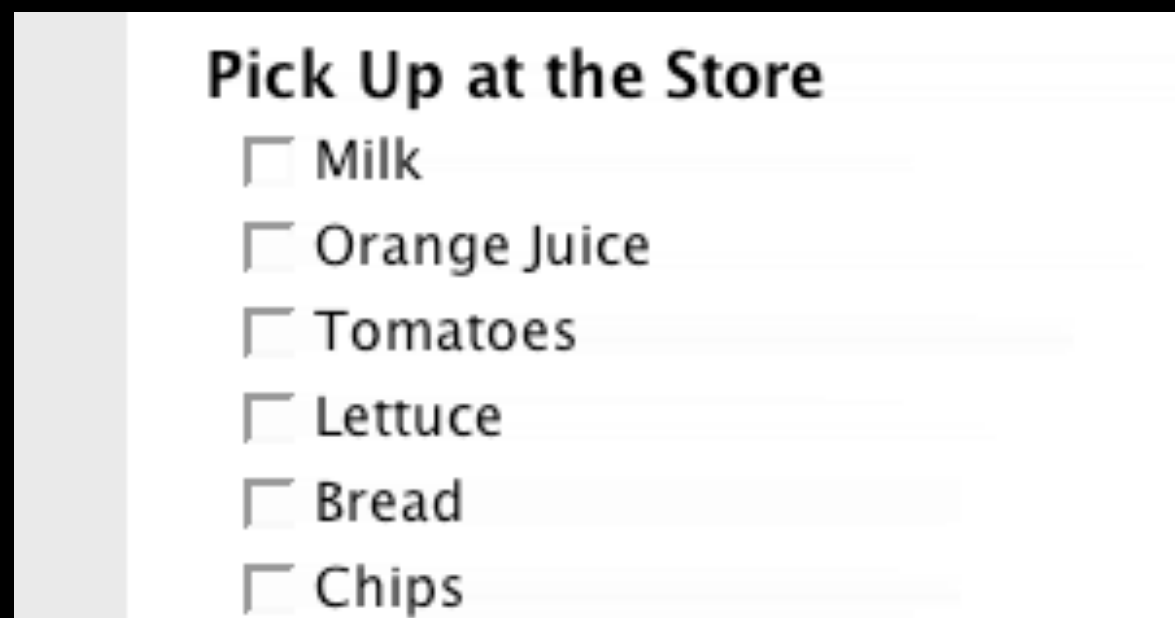 Pick Up at the Store
Milk
Orange Juice
Tomatoes
Lettuce
Bread
Chips